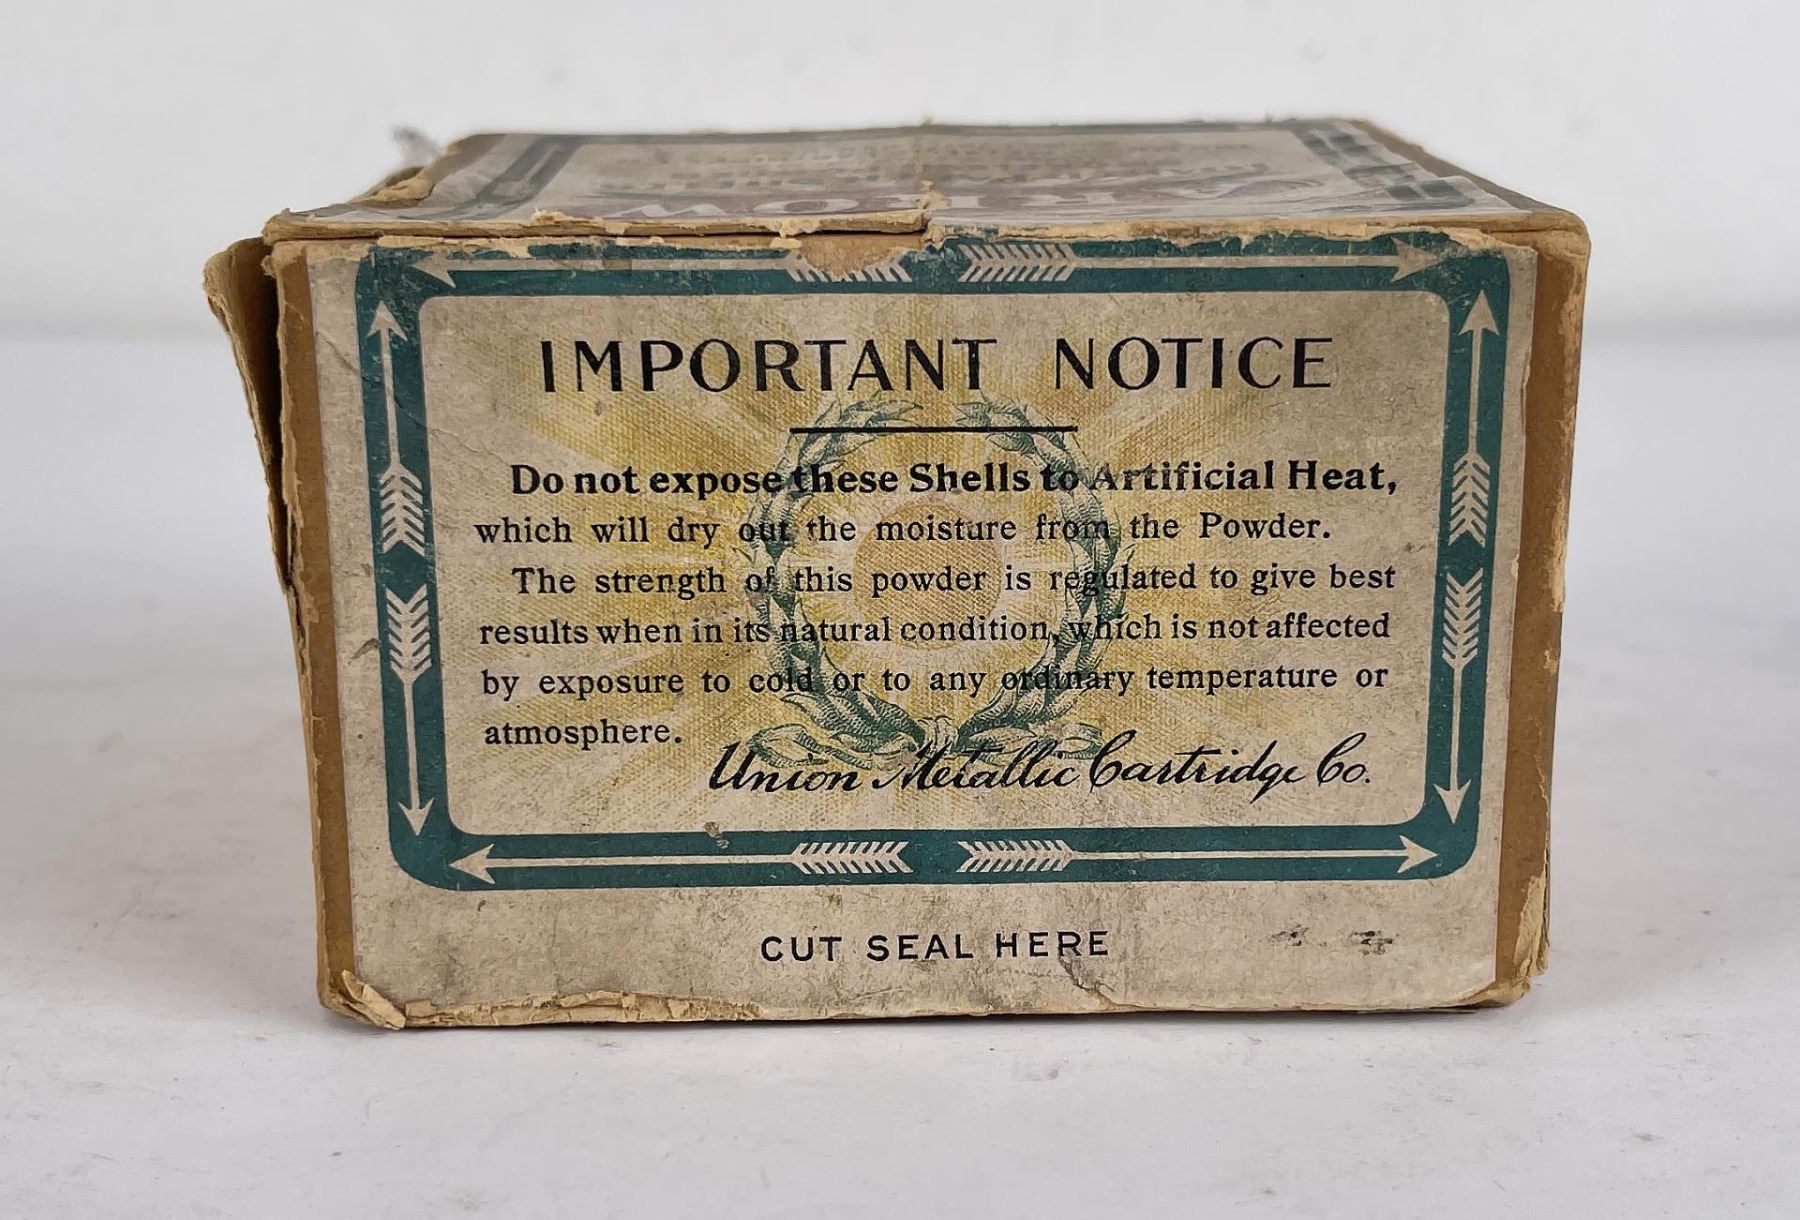 ARROW
IMPORTANT NOTICE
Do not expose these Shells to Artificial Heat,
which will dry out the moisture from the Powder.
The strength of this powder is regulated to give best
results when in its natural condition, which is not affected
by exposure to cold or to any ordinary temperature or
atmosphere.
Union Metallic Cartridge Co.
CUT SEAL HERE